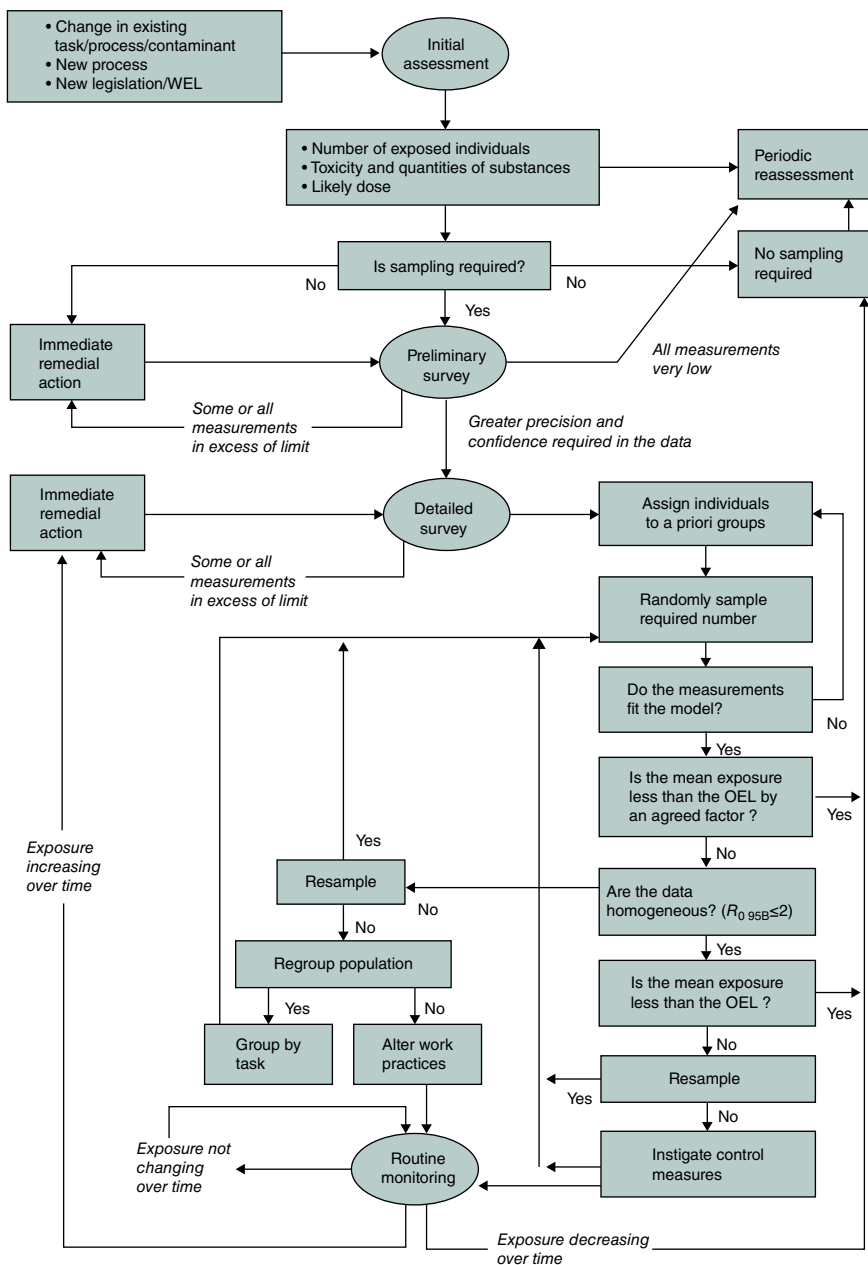 • Change in existing
task/process/contaminant
• New process
• New legislation/WEL
Initial
assessment
• Number of exposed individuals
• Toxicity and quantities of substances
• Likely dose
Periodic
reassessment
Is sampling required?
No sampling
required
No
No
Yes
Immediate
remedial
action
Preliminary
survey
All measurements
very low
Some or all
measurements
in excess of limit
Greater precision and
confidence required in the data
Immediate
remedial
action
Detailed
survey
Assign individuals
to a priori groups
Some or all
measurements
in excess of limit
Randomly sample
required number
Do the measurements
fit the model?
No
Yes
Is the mean exposure
less than the OEL by
an agreed factor ?
Yes
No
Exposure
increasing
over time
Yes
Resample
No
Are the data
homogeneous? (R0 95B≤2)
No
Yes
Regroup population
Is the mean exposure
less than the OEL ?
Yes
Yes
No
No
Group by
task
Alter work
practices
Resample
Yes
No
Exposure not
changing
over time
Routine
monitoring
Instigate control
measures
Exposure decreasing
over time